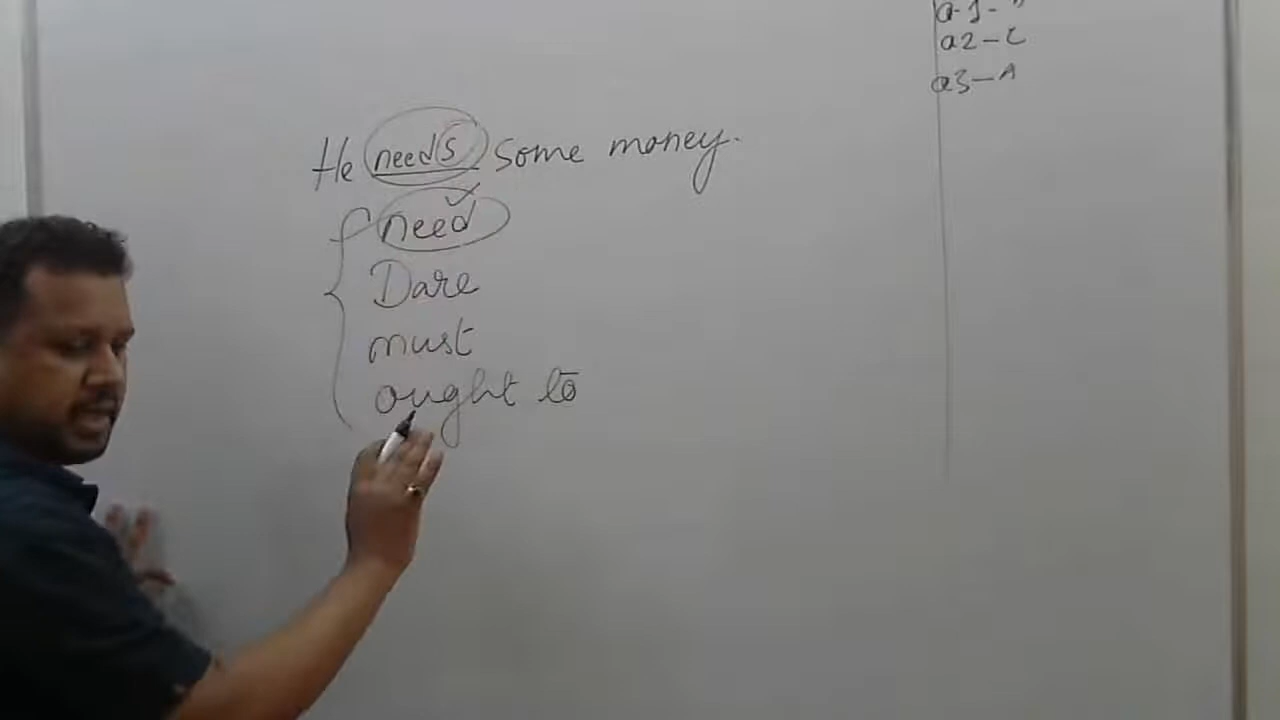 He needs some money.
need
Dare
must
ought to
a2-C
a3-A